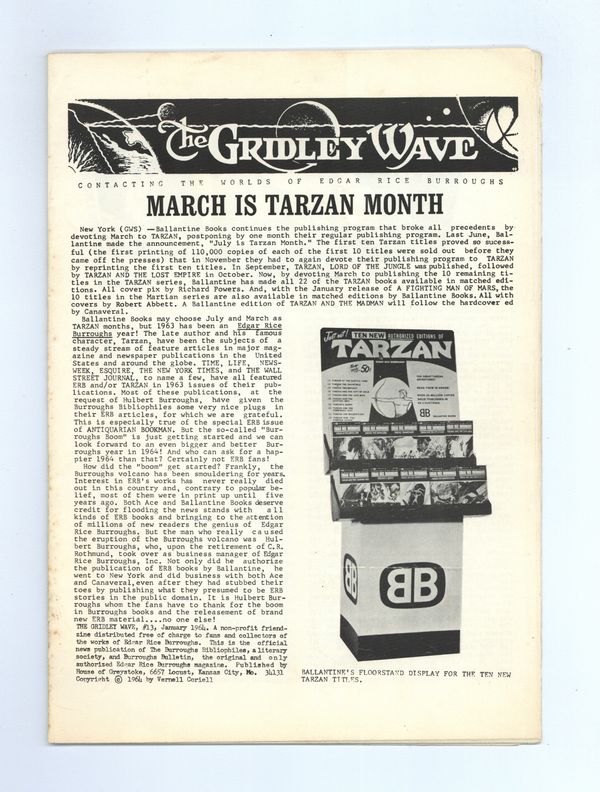 The GRIDLEY WAVE
CONTACTING THE WORLDS OF EDGAR RICE BURROUGHS
MARCH IS TARZAN MONTH
New York (GWS) — Ballantine Books continues the publishing program that broke all precedents by
devoting March to TARZAN, postponing by one month their regular publishing program. Last June, Bal-
lantine made the announcement, "July is Tarzan Month." The first ten Tarzan titles proved so sucess-
ful (the first printing of 110,000 copies of each of the first 10 titles were sold out before they
came off the presses) that in November they had to again devote their publishing program to TARZAN
by reprinting the first ten titles. In September, TARZAN, LORD OF THE JUNGLE was published, followed
by TARZAN AND THE LOST EMPIRE in October. Now, by devoting March to publishing the 10 remaining ti-
tles in the TARZAN series, Ballantine has made all 22 of the TARZAN books available in matched edi-
tions. All cover pix by Richard Powers. And, with the January release of A FIGHTING MAN OF MARS, the
10 titles in the Martian series are also available in matched editions by Ballantine Books. All with
covers by Robert Abbett. A Ballantine edition of TARZAN AND THE MADMAN will follow the hardcover ed
by Canaveral.
Ballantine Books may choose July and March as
TARZAN months, but 1963 has been an Edgar Rice
Burroughs year! The late author and his famous
character, Tarzan, have been the subjects of a
steady stream of feature articles in major mag-
azine and newspaper publications in the United
States and around the globe. TIME, LIFE, NEWS-
WEEK, ESQUIRE, THE NEW YORK TIMES, and THE WALL
STREET JOURNAL, to name a few, have all featured
ERB and/or TARZAN in 1963 issues of their pub-
lications. Most of these publications, at the
request of Hulbert Burroughs, have given the
Burroughs Bibliophiles some very nice plugs in
their ERB articles, for which we are grateful.
This is especially true of the special ERB issue
of ANTIQUARIAN BOOKMAN. But the so-called "Bur-
roughs Boom" is just getting started and we can
look forward to an even bigger and better Bur-
roughs year in 1964! And who can ask for a hap-
pier 1964 than that? Certainly not ERB fans!
How did the "boom" get started? Frankly, the
Burroughs volcano has been smouldering for years.
Interest in ERB's works has never really died
out in this country and, contrary to popular be-
lief, most of them were in print up until five
years ago. Both Ace and Ballantine Books deserve
credit for flooding the news stands with all
kinds of ERB books and bringing to the attention
of millions of new readers the genius of Edgar
Rice Burroughs. But the man who really caused
the eruption of the Burroughs volcano was Hul-
bert Burroughs, who, upon the retirement of C.R.
Rothmund, took over as business manager of Edgar
Rice Burroughs, Inc. Not only did he authorize
the publication of ERB books by Ballantine, he
went to New York and did business with both Ace
and Canaveral, even after they had stubbed their
toes by publishing what they presumed to be ERB
stories in the public domain. It is Hulbert Bur-
roughs whom the fans have to thank for the boom
in Burroughs books and the releasement of brand
new ERB material....no one else!
THE GRIDLEY WAVE, #13, January 1964. A non-profit friend-
zine distributed free of charge to fans and collectors of
the works of Edgar Rice Burroughs. This is the official
news publication of The Burroughs Bibliophiles, a literary
society, and Burroughs Bulletin, the original and only
authorized Edgar Rice Burroughs magazine. Published by
House of Greystoke, 6657 Locust, Kansas City, Mo. 34131
Copyright © 1964 by Vernell Coriell
Just out! TEN NEW AUTHORIZED EDITIONS OF
TARZAN
50¢
BB
BB
BB
BALLANTINE'S FLOORSTAND DISPLAY FOR THE TEN NEW
TARZAN TITLES.